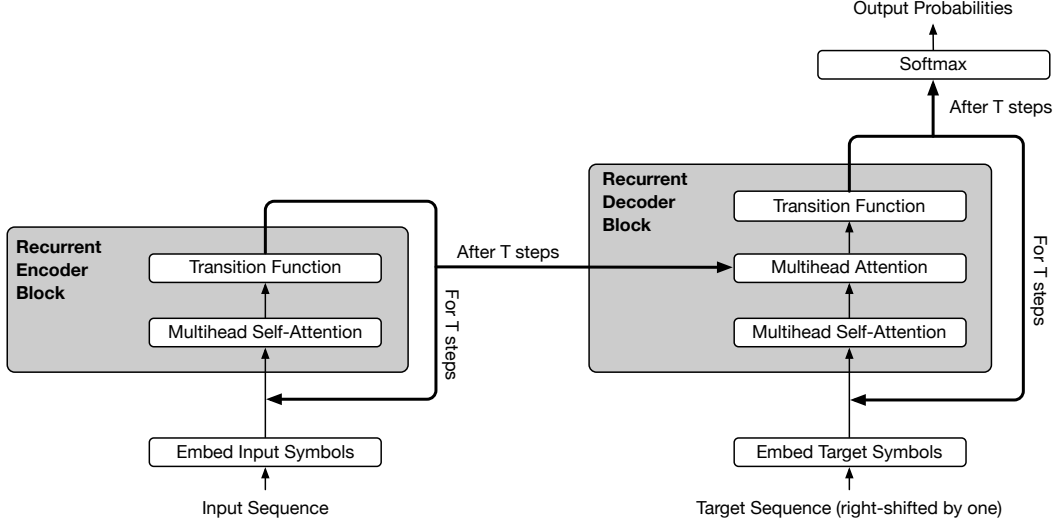 Output Probabilities
Softmax
After T steps
Recurrent
Decoder
Block
Transition Function
Recurrent
Encoder
Block
Transition Function
After T steps
Multihead Attention
For T steps
For T steps
Multihead Self-Attention
Multihead Self-Attention
Embed Input Symbols
Embed Target Symbols
Input Sequence
Target Sequence (right-shifted by one)